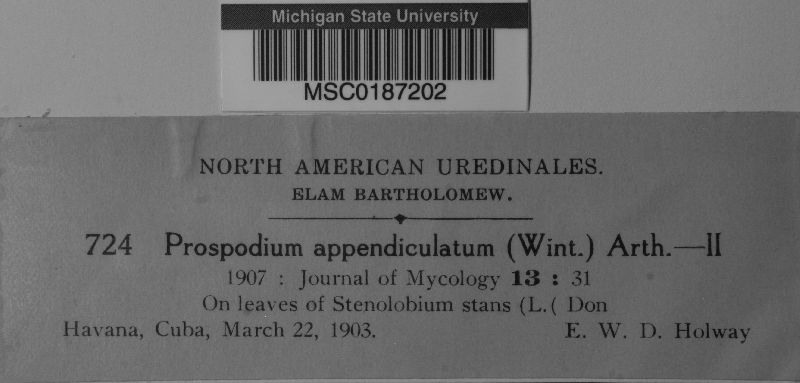 Michigan State University
MSC0187202
NORTH AMERICAN UREDINALES.
ELAM BARTHOLOMEW.
724 Prospodium appendiculatum (Wint.) Arth.—II
1907 : Journal of Mycology 13 : 31
On leaves of Stenolobium stans (L.( Don
Havana, Cuba, March 22, 1903. E. W. D. Holway